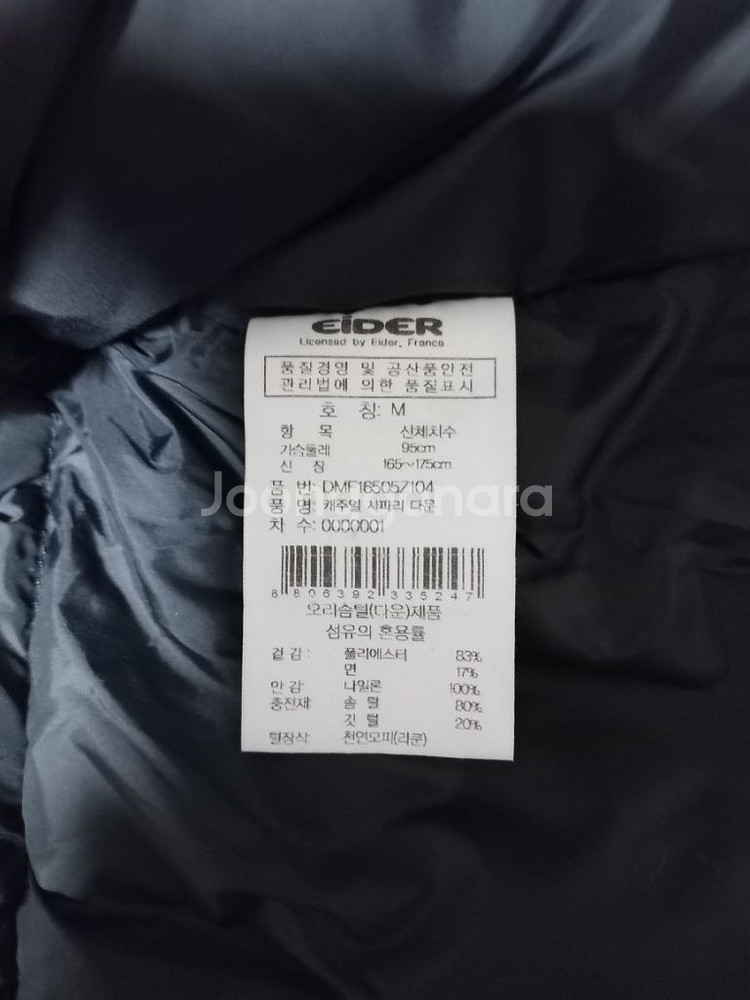 EiDER
Licensed by Eider, France
품질경영 및 공산품안전
관리법에 의한 품질표시
호 칭: M
항 목 신체치수
가슴둘레 95cm
신 장 165~175cm
품 번: DMF16505Z104
Joonggonara
품 명: 캐주얼 사파리 다운
차 수: 0000001
8 806392 335247
오리솜털(다운)제품
섬유의 혼용률
겉감: 폴리에스터 83%
면 17%
안감: 나일론 100%
충전재: 솜털 80%
깃털 20%
털장식: 천연모피(라쿤)